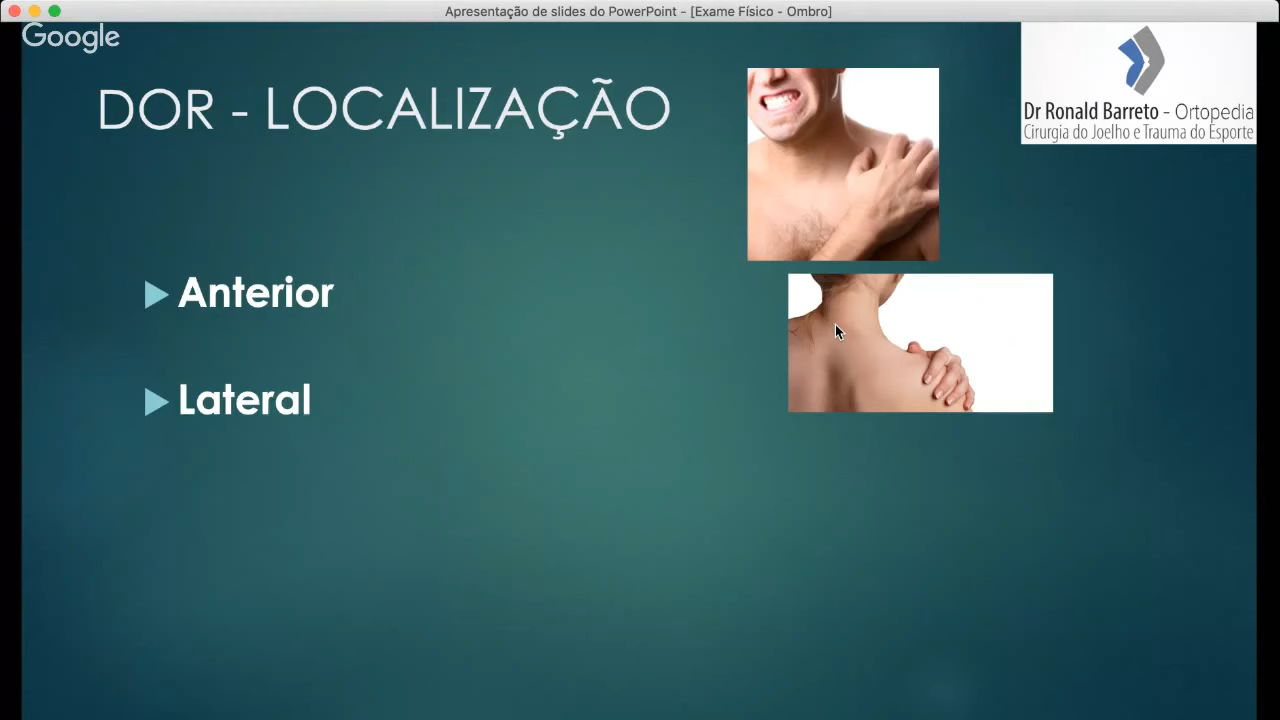 Apresentação de slides do PowerPoint - [Exame Físico - Ombro]
Google
DOR - LOCALIZAÇÃO
Dr Ronald Barreto - Ortopedia
Cirurgia do Joelho e Trauma do Esporte
Anterior
Lateral